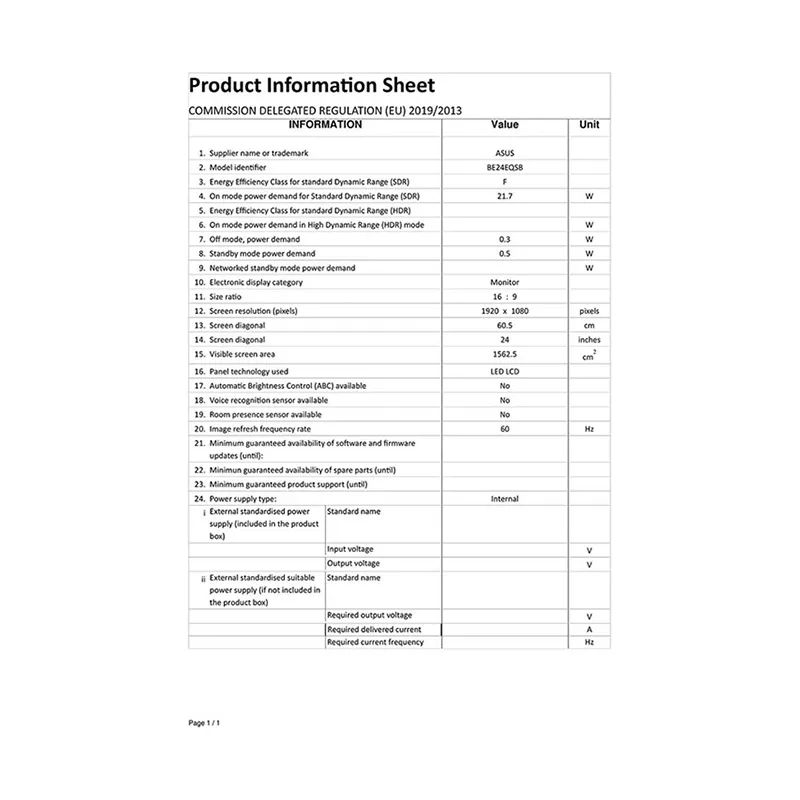 Product Information Sheet
COMMISSION DELEGATED REGULATION (EU) 2019/2013
INFORMATION Value Unit
1. Supplier name or trademark ASUS
2. Model identifier BE24EQSB
3. Energy Efficiency Class for standard Dynamic Range (SDR) F
4. On mode power demand for Standard Dynamic Range (SDR) 21.7 W
5. Energy Efficiency Class for standard Dynamic Range (HDR)
6. On mode power demand in High Dynamic Range (HDR) mode W
7. Off mode, power demand 0.3 W
8. Standby mode power demand 0.5 W
9. Networked standby mode power demand W
10. Electronic display category Monitor
11. Size ratio 16 : 9
12. Screen resolution (pixels) 1920 x 1080 pixels
13. Screen diagonal 60.5 cm
14. Screen diagonal 24 inches
15. Visible screen area 1562.5 cm2
16. Panel technology used LED LCD
17. Automatic Brightness Control (ABC) available No
18. Voice recognition sensor available No
19. Room presence sensor available No
20. Image refresh frequency rate 60 Hz
21. Minimum guaranteed availability of software and firmware
updates (until):
22. Minimun guaranteed availability of spare parts (until)
23. Minimum guaranteed product support (until)
24. Power supply type: Internal
i External standardised power Standard name
supply (included in the product
box)
Input voltage V
Output voltage V
ii External standardised suitable Standard name
power supply (if not included in
the product box)
Required output voltage V
Required delivered current A
Required current frequency Hz
Page 1 / 1